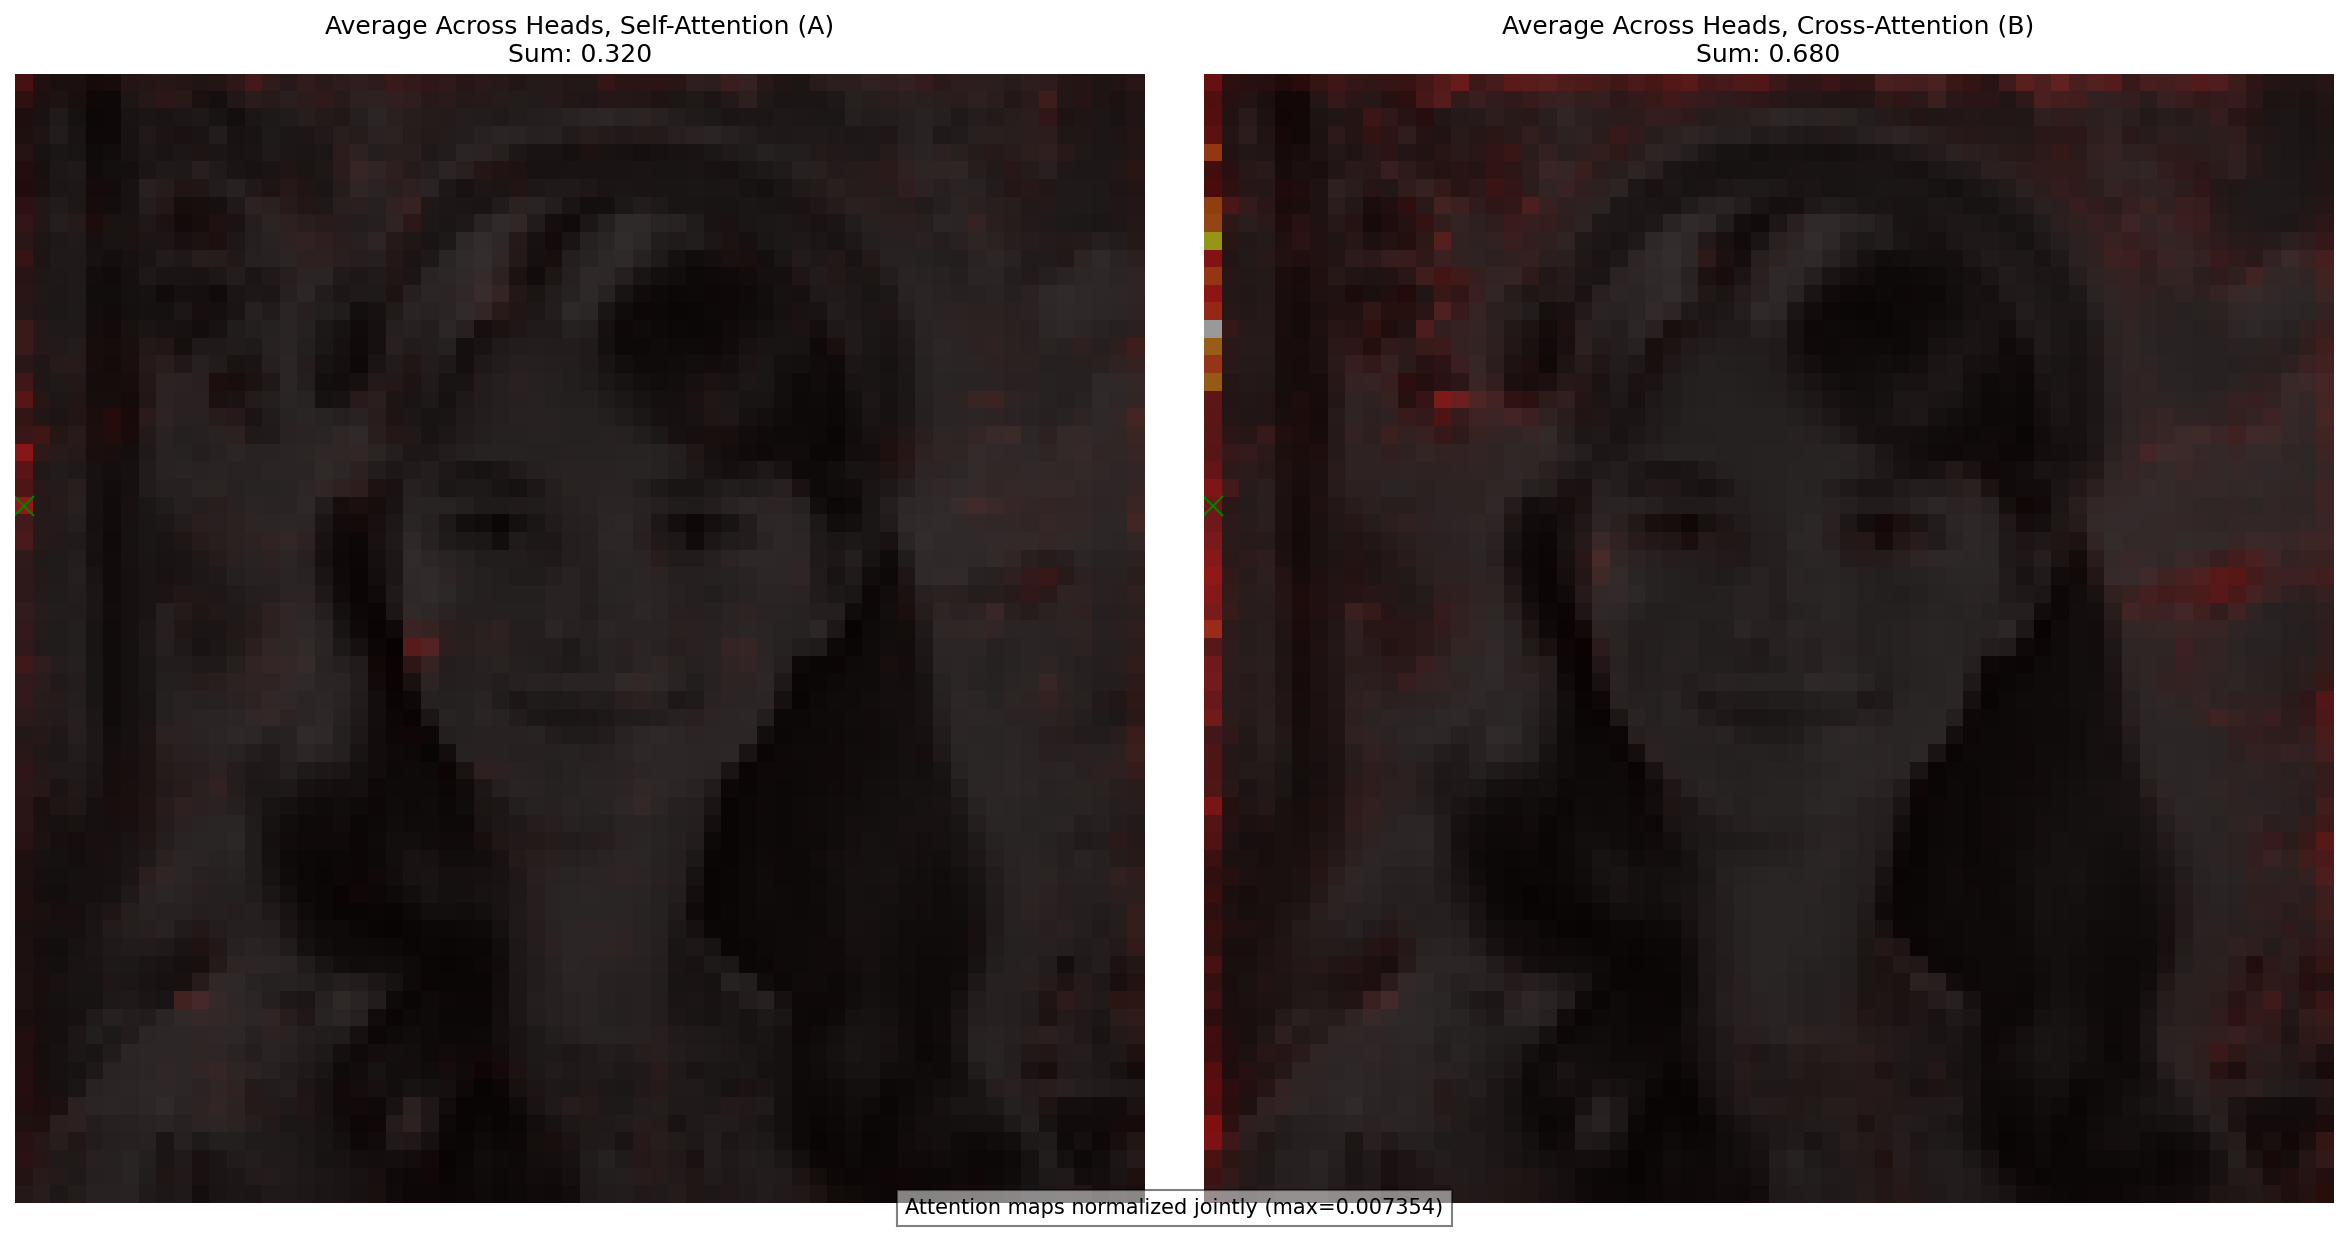 Average Across Heads, Self-Attention (A)
Sum: 0.320
Average Across Heads, Cross-Attention (B)
Sum: 0.680
Attention maps normalized jointly (max=0.007354)